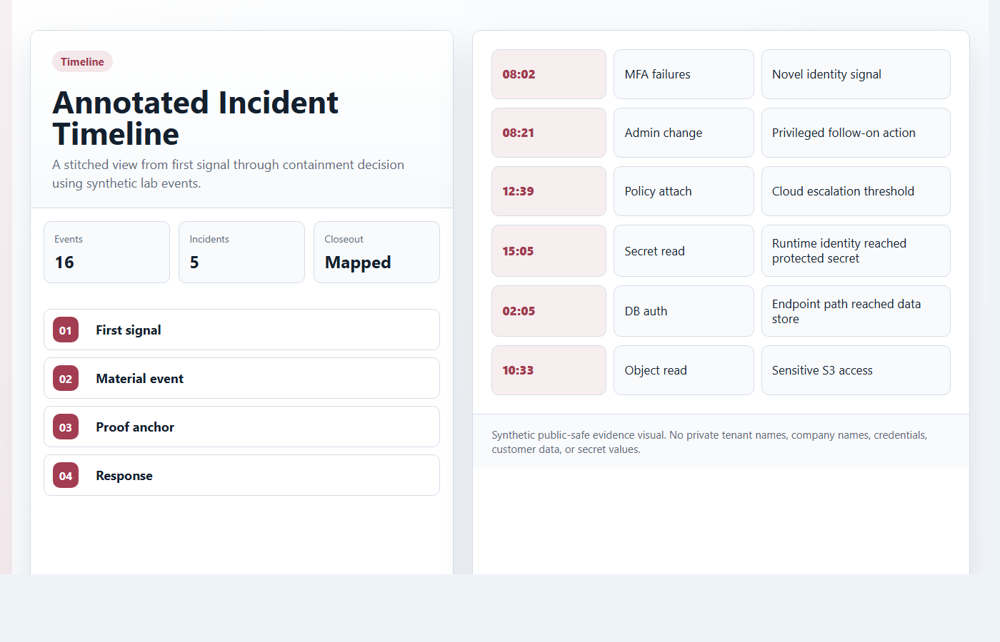 Timeline
Annotated Incident
Timeline
A stitched view from first signal through containment decision
using synthetic lab events.
Events
16
Incidents
5
Closeout
Mapped
01 First signal
02 Material event
03 Proof anchor
04 Response
08:02 MFA failures Novel identity signal
08:21 Admin change Privileged follow-on action
12:39 Policy attach Cloud escalation threshold
15:05 Secret read Runtime identity reached
protected secret
02:05 DB auth Endpoint path reached data
store
10:33 Object read Sensitive S3 access
Synthetic public-safe evidence visual. No private tenant names, company names, credentials,
customer data, or secret values.